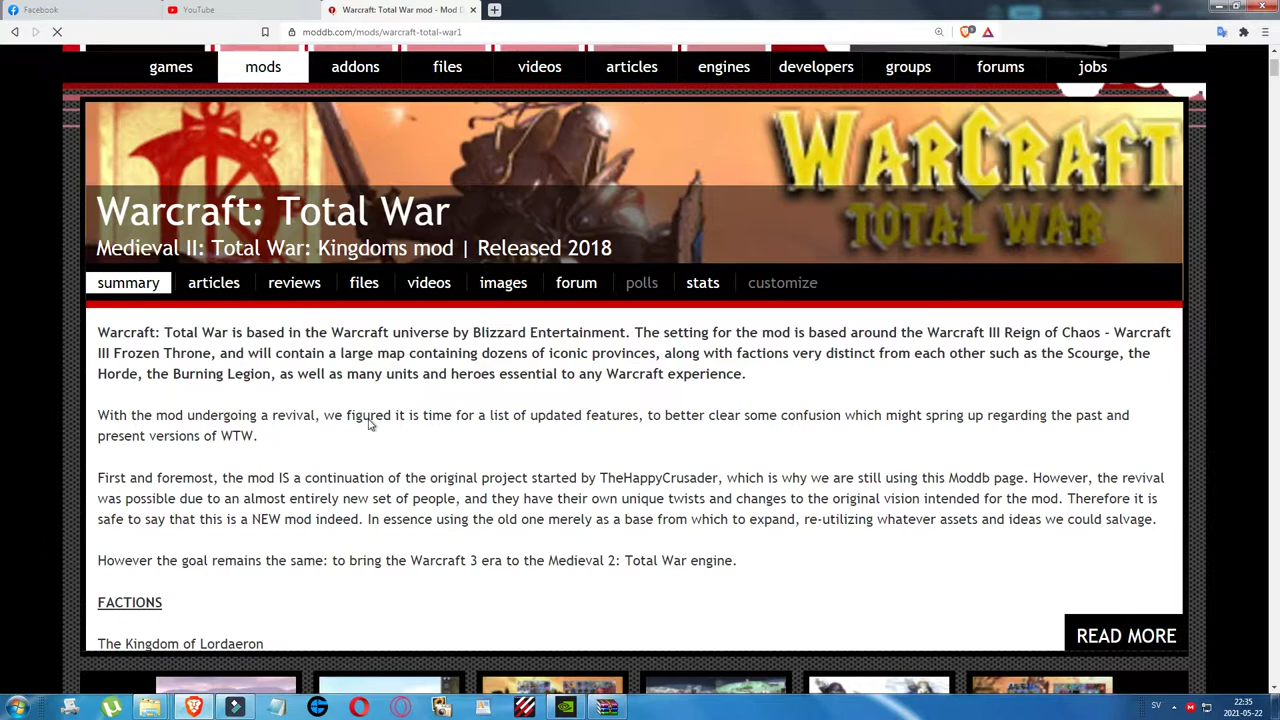 Facebook
YouTube
Warcraft: Total War mod - Mod
moddb.com/mods/warcraft-total-war1
games
mods
addons
files
videos
articles
engines
developers
groups
forums
jobs
WARCRAFT
TOTAL WAR
Warcraft: Total War
Medieval II: Total War: Kingdoms mod | Released 2018
summary
articles
reviews
files
videos
images
forum
polls
stats
customize
Warcraft: Total War is based in the Warcraft universe by Blizzard Entertainment. The setting for the mod is based around the Warcraft III Reign of Chaos - Warcraft
III Frozen Throne, and will contain a large map containing dozens of iconic provinces, along with factions very distinct from each other such as the Scourge, the
Horde, the Burning Legion, as well as many units and heroes essential to any Warcraft experience.
With the mod undergoing a revival, we figured it is time for a list of updated features, to better clear some confusion which might spring up regarding the past and
present versions of WTW.
First and foremost, the mod IS a continuation of the original project started by TheHappyCrusader, which is why we are still using this Moddb page. However, the revival
was possible due to an almost entirely new set of people, and they have their own unique twists and changes to the original vision intended for the mod. Therefore it is
safe to say that this is a NEW mod indeed. In essence using the old one merely as a base from which to expand, re-utilizing whatever assets and ideas we could salvage.
However the goal remains the same: to bring the Warcraft 3 era to the Medieval 2: Total War engine.
FACTIONS
The Kingdom of Lordaeron
READ MORE
SV
22:35
2021-05-22